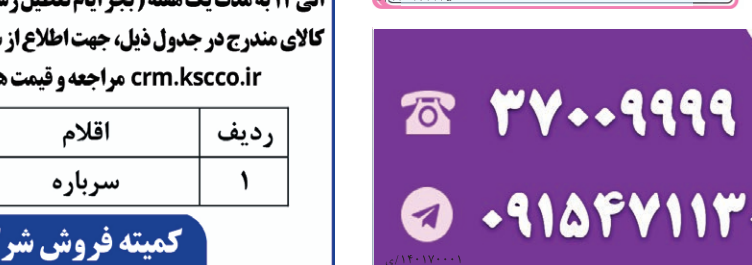 کالای مندرج در جدول ذیل، جهت اطلاع از
crm.kscco.ir مراجعه و قیمت
ردیف اقلام
۱ سرباره
کمیته فروش
۳۷۰۰۹۹۹۹
۰۹۱۵۴۷۱۱۳
/۱۴۰۱۷۰۰۰۱ی